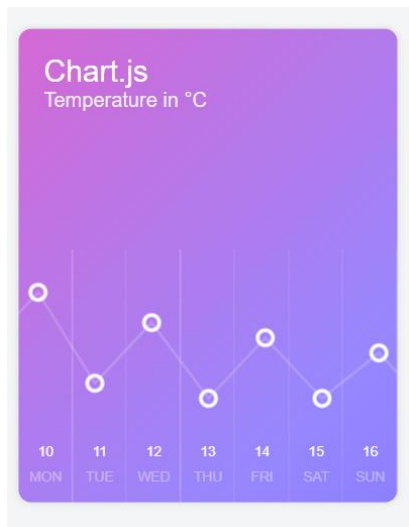 Chart.js
Temperature in °C
10 11 12 13 14 15 16
MON TUE WED THU FRI SAT SUN